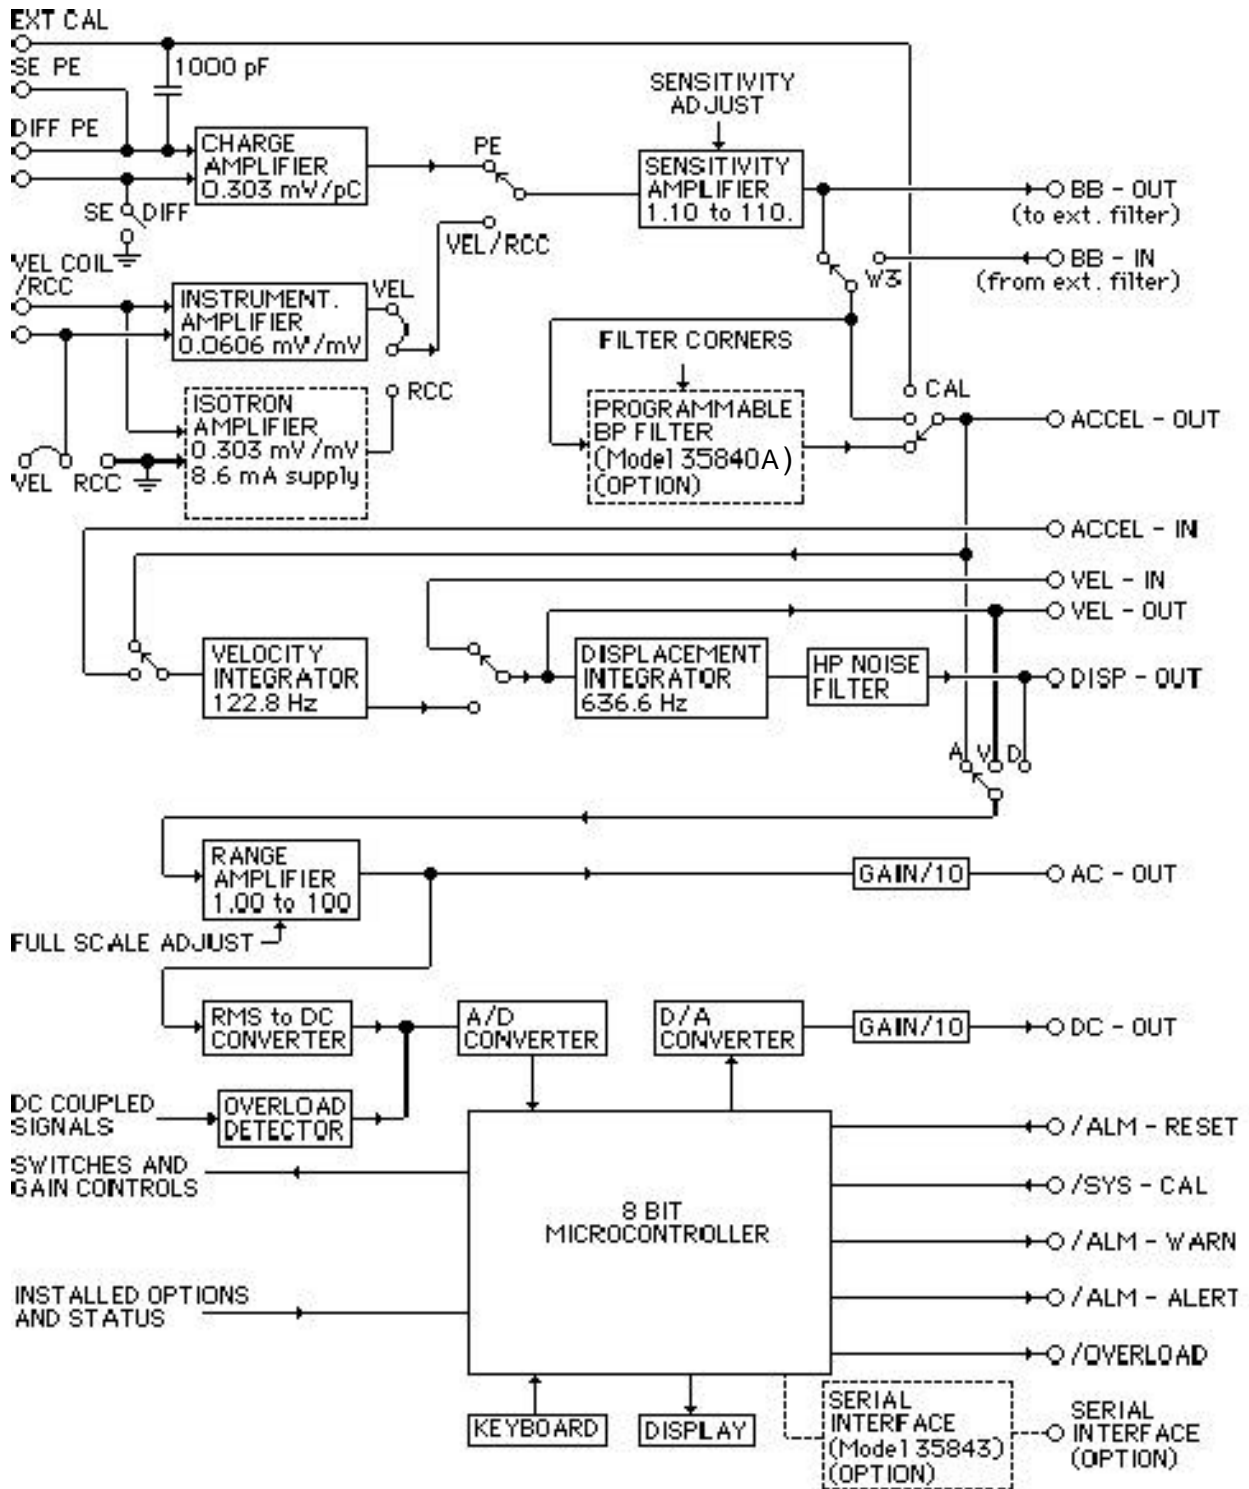 EXT CAL
SE PE
1000 pF
DIFF PE
CHARGE
AMPLIFIER
0.303 mV/pC
PE
SENSITIVITY
ADJUST
SENSITIVITY
AMPLIFIER
1.10 to 110.
BB - OUT
(to ext. filter)
SE
DIFF
VEL/RCC
BB - IN
(from ext. filter)
W3
VEL COIL
/RCC
INSTRUMENT.
AMPLIFIER
0.0606 mV/mV
VEL
RCC
FILTER CORNERS
CAL
ISOTRON
AMPLIFIER
0.303 mV/mV
8.6 mA supply
PROGRAMMABLE
BP FILTER
(Model 35840A)
(OPTION)
ACCEL - OUT
VEL
RCC
ACCEL - IN
VEL - IN
VEL - OUT
VELOCITY
INTEGRATOR
122.8 Hz
DISPLACEMENT
INTEGRATOR
636.6 Hz
HP NOISE
FILTER
DISP - OUT
A
V
D
RANGE
AMPLIFIER
1.00 to 100
GAIN/10
AC - OUT
FULL SCALE ADJUST
RMS to DC
CONVERTER
A/D
CONVERTER
D/A
CONVERTER
GAIN/10
DC - OUT
DC COUPLED
SIGNALS
OVERLOAD
DETECTOR
/ALM - RESET
SWITCHES AND
GAIN CONTROLS
/SYS - CAL
8 BIT
MICROCONTROLLER
/ALM - WARN
INSTALLED OPTIONS
AND STATUS
/ALM - ALERT
/OVERLOAD
KEYBOARD
DISPLAY
SERIAL
INTERFACE
(Model 35843)
(OPTION)
SERIAL
INTERFACE
(OPTION)